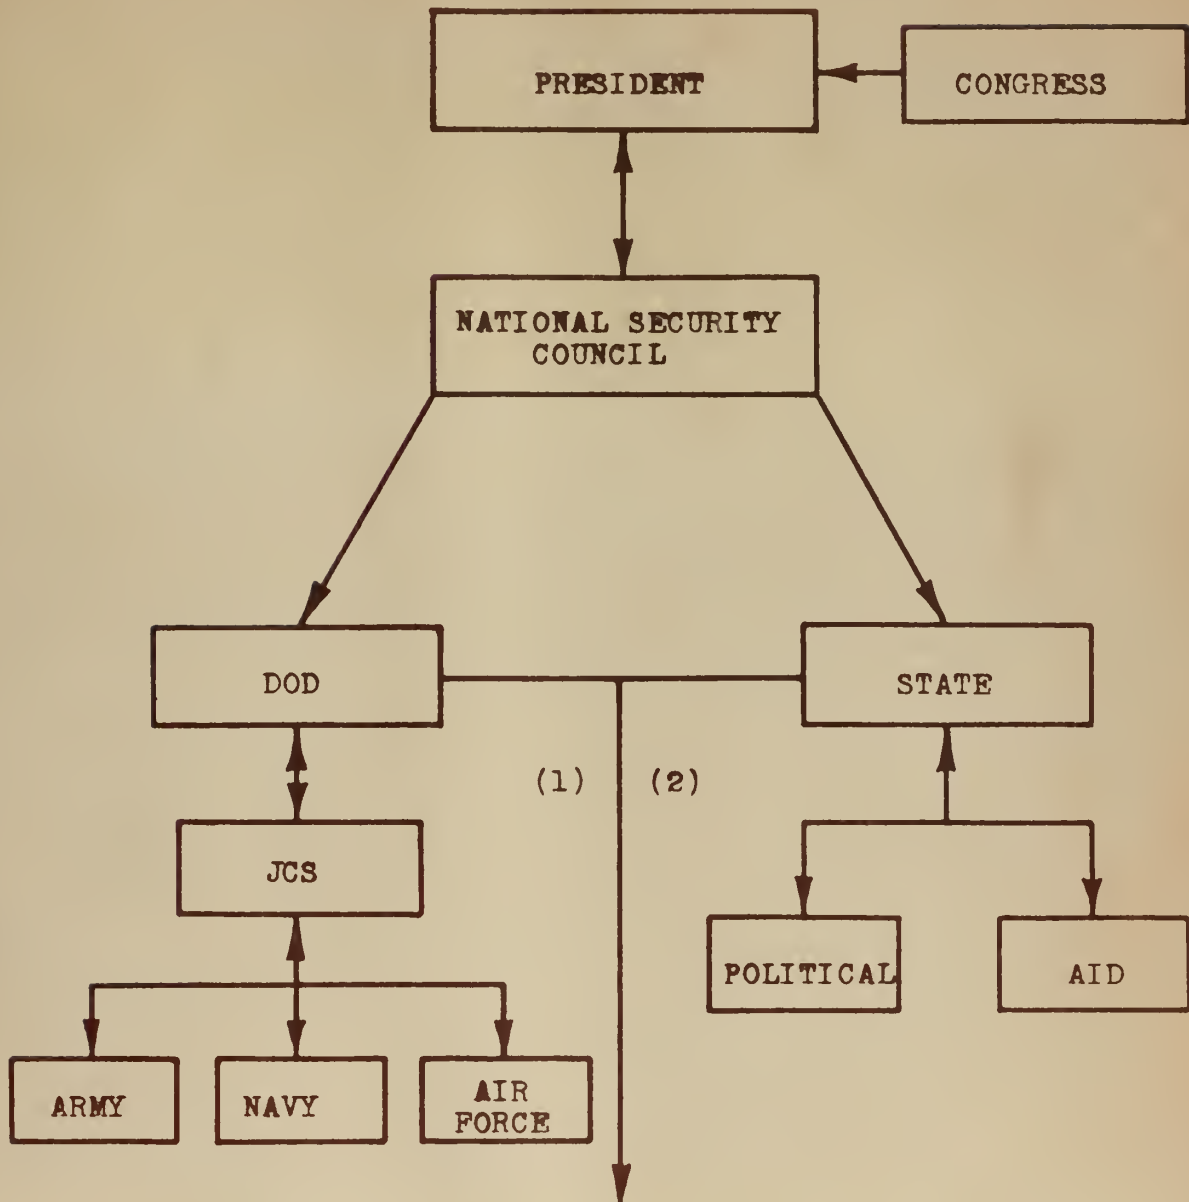 PRESIDENT
CONGRESS
NATIONAL SECURITY
COUNCIL
DOD
STATE
(1)
(2)
JCS
POLITICAL
AID
ARMY
NAVY
AIR
FORCE